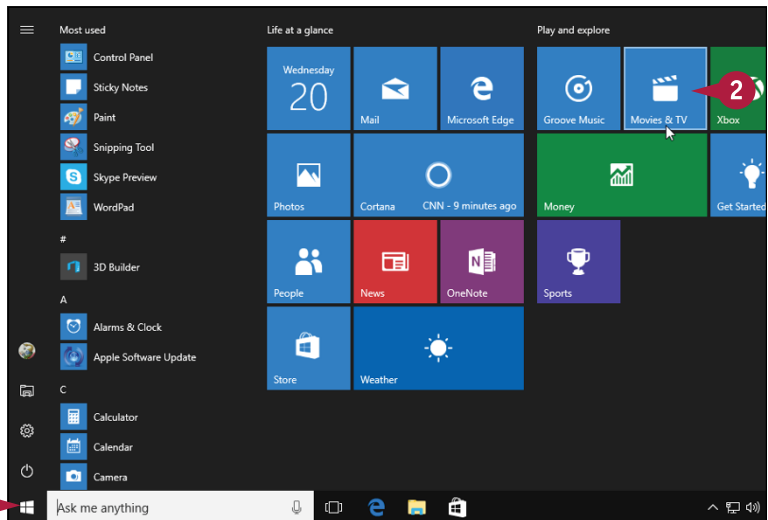 Most used
Control Panel
Sticky Notes
Paint
Snipping Tool
Skype Preview
WordPad
#
3D Builder
A
Alarms & Clock
Apple Software Update
C
Calculator
Calendar
Camera
Life at a glance
Wednesday
20
Mail
Microsoft Edge
Photos
Cortana
CNN - 9 minutes ago
People
News
OneNote
Store
Weather
Play and explore
Groove Music
Movies & TV
2
Xbox
Money
Get Started
Sports
Ask me anything